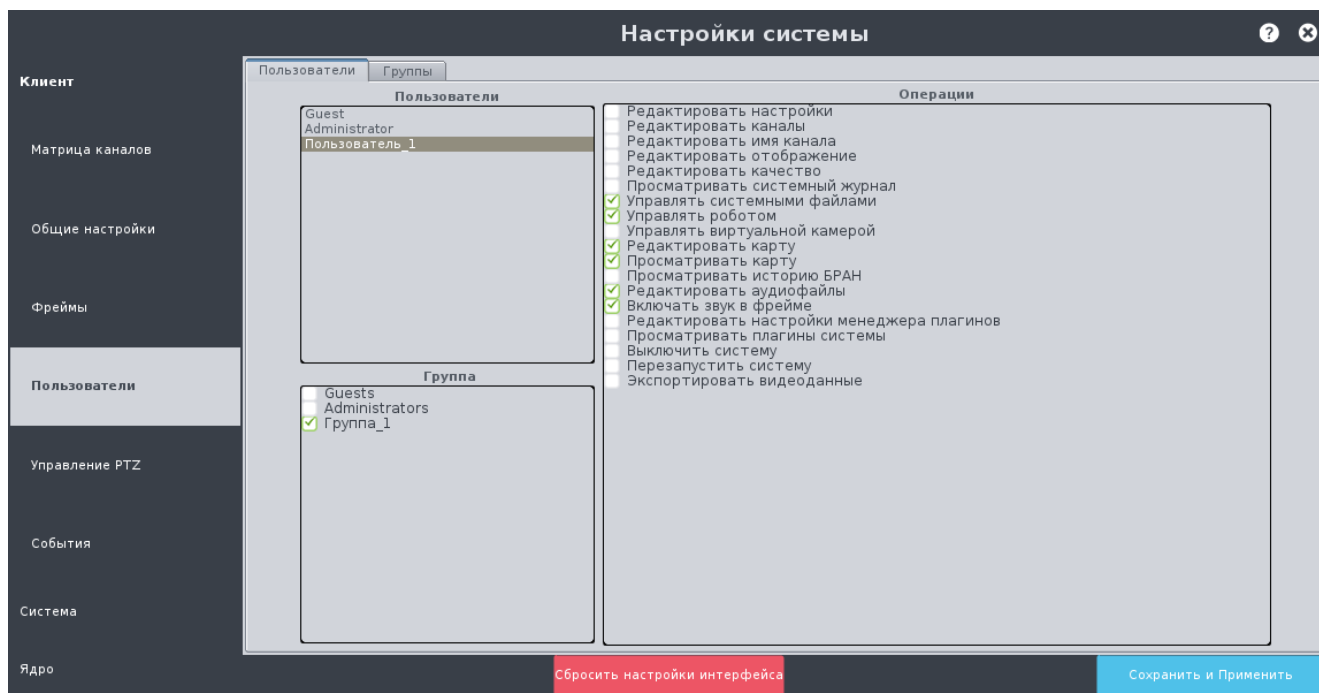 Настройки системы
?
Клиент
Матрица каналов
Общие настройки
Фреймы
Пользователи
Управление PTZ
События
Система
Ядро
Пользователи
Группы
Пользователи
Guest
Administrator
Пользователь_1
Группа
Guests
Administrators
Группа_1
Операции
Редактировать настройки
Редактировать каналы
Редактировать имя канала
Редактировать отображение
Редактировать качество
Просматривать системный журнал
Управлять системными файлами
Управлять роботом
Управлять виртуальной камерой
Редактировать карту
Просматривать карту
Просматривать историю БРАН
Редактировать аудиофайлы
Включать звук в фрейме
Редактировать настройки менеджера плагинов
Просматривать плагины системы
Выключить систему
Перезапустить систему
Экспортировать видеоданные
Сбросить настройки интерфейса
Сохранить и Применить